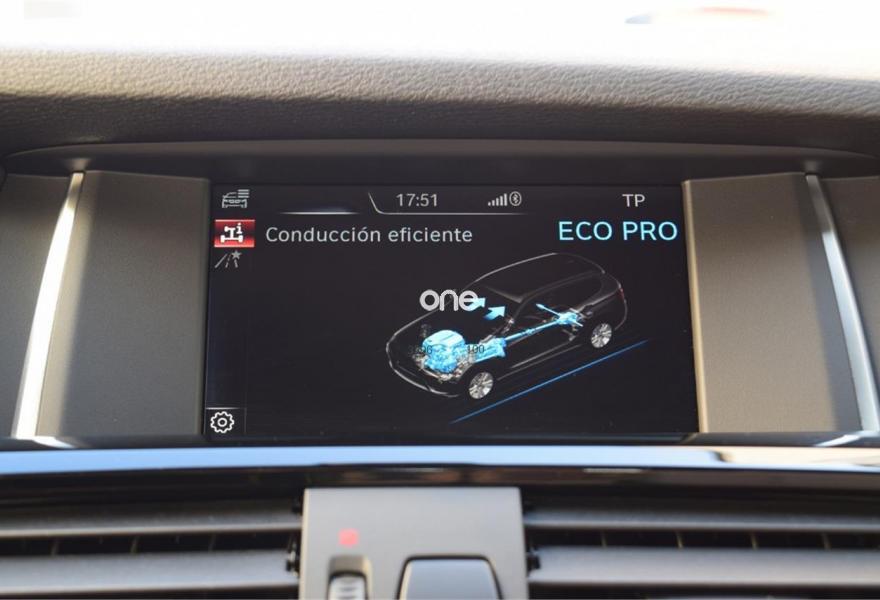 17:51
TP
Conducción eficiente
ECO PRO
one